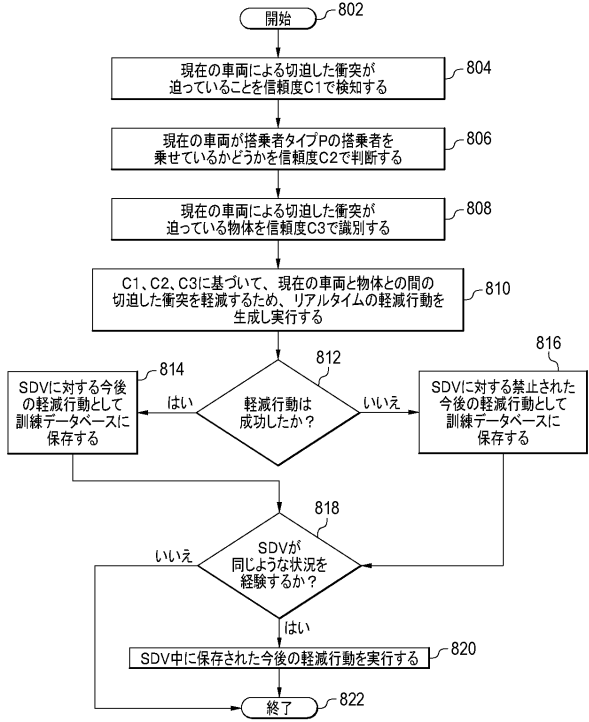 開始
802
現在の車両による切迫した衝突が
迫っていることを信頼度C1で検知する
804
現在の車両が搭乗者タイプPの搭乗者を
乗せているかどうかを信頼度C2で判断する
806
現在の車両による切迫した衝突が
迫っている物体を信頼度C3で識別する
808
C1、C2、C3に基づいて、現在の車両と物体との間の
切迫した衝突を軽減するため、リアルタイムの軽減行動を
生成し実行する
810
軽減行動は
成功したか？
812
はい
いいえ
SDVに対する今後
の軽減行動として
訓練データベースに
保存する
814
SDVに対する禁止された
今後の軽減行動として
訓練データベースに
保存する
816
SDVが
同じような状況を
経験するか？
818
いいえ
はい
SDV中に保存された今後の軽減行動を実行する
820
終了
822